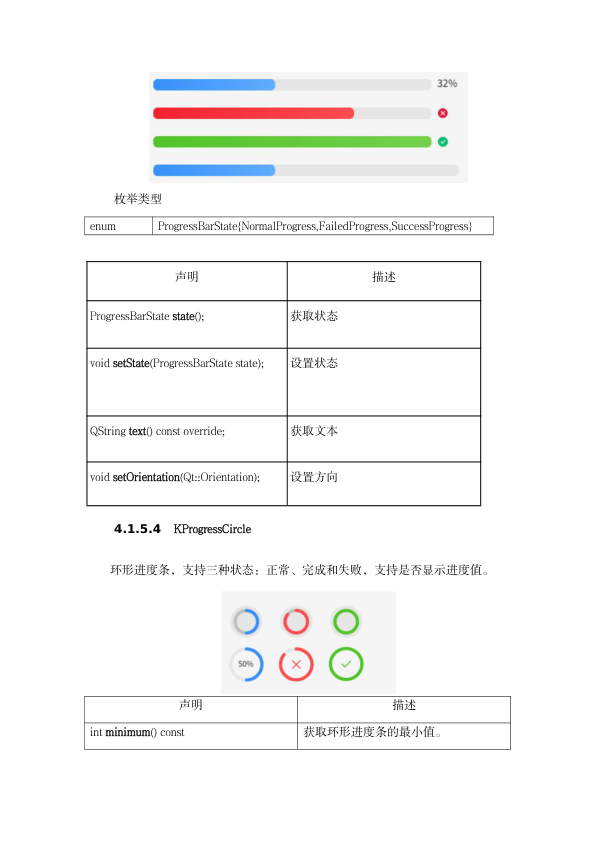 32%
枚举类型
enum ProgressBarState{NormalProgress,FailedProgress,SuccessProgress}
声明 描述
ProgressBarState state(); 获取状态
void setState(ProgressBarState state); 设置状态
QString text() const override; 获取文本
void setOrientation(Qt::Orientation); 设置方向
4.1.5.4 KProgressCircle
环形进度条，支持三种状态：正常、完成和失败，支持是否显示进度值。
50%
声明 描述
int minimum() const 获取环形进度条的最小值。